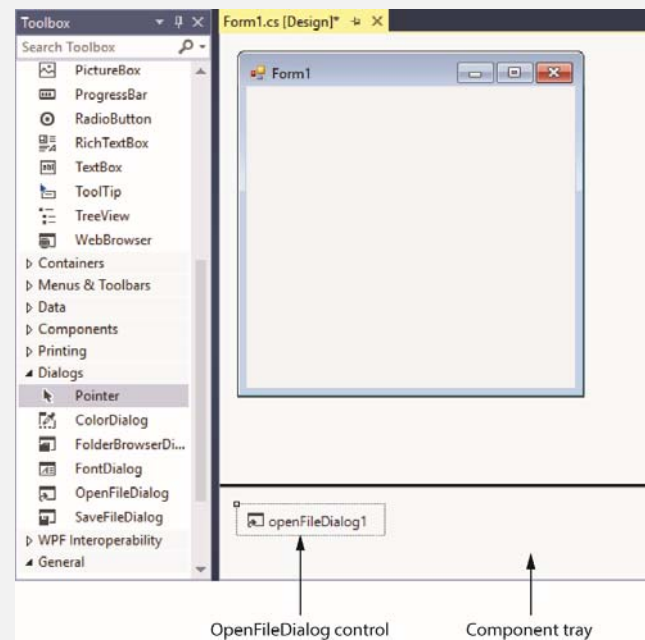 Toolbox
Search Toolbox
PictureBox
ProgressBar
RadioButton
RichTextBox
TextBox
ToolTip
TreeView
WebBrowser
Containers
Menus & Toolbars
Data
Components
Printing
Dialogs
Pointer
ColorDialog
FolderBrowserDi...
FontDialog
OpenFileDialog
SaveFileDialog
WPF Interoperability
General
Form1.cs [Design]*
Form1
openFileDialog1
OpenFileDialog control
Component tray